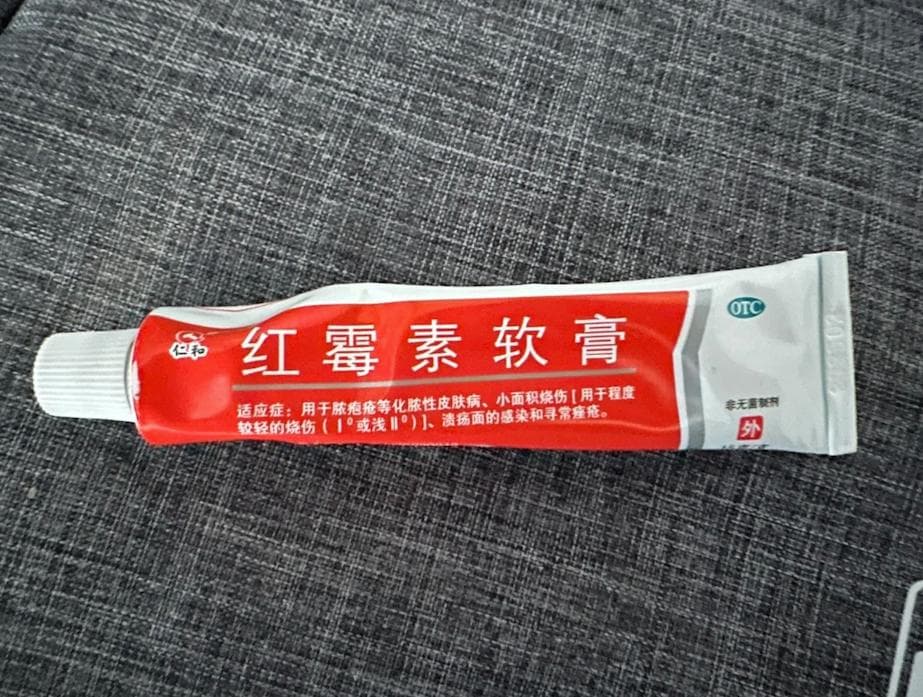 仁和
红霉素软膏
适应症：用于脓疱疮等化脓性皮肤病、小面积烧伤[用于程度
较轻的烧伤（Ⅰ⁰或浅Ⅱ⁰）]、溃疡面的感染和寻常痤疮。
OTC
非无菌制剂
外